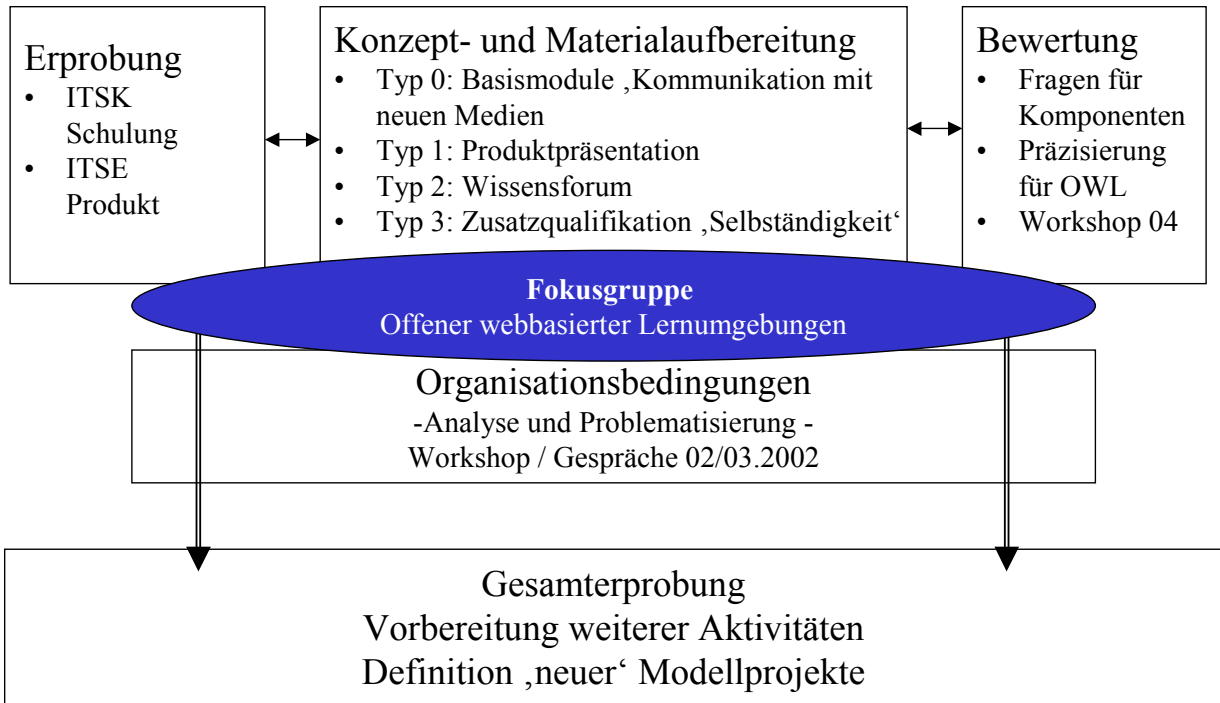 Erprobung
• ITSK
Schulung
• ITSE
Produkt
Konzept- und Materialaufbereitung
• Typ 0: Basismodule ‚Kommunikation mit
neuen Medien
• Typ 1: Produktpräsentation
• Typ 2: Wissensforum
• Typ 3: Zusatzqualifikation ‚Selbständigkeit‘
Bewertung
• Fragen für
Komponenten
• Präzisierung
für OWL
• Workshop 04
Fokusgruppe
Offener webbasierter Lernumgebungen
Organisationsbedingungen
-Analyse und Problematisierung -
Workshop / Gespräche 02/03.2002
Gesamterprobung
Vorbereitung weiterer Aktivitäten
Definition ‚neuer‘ Modellprojekte